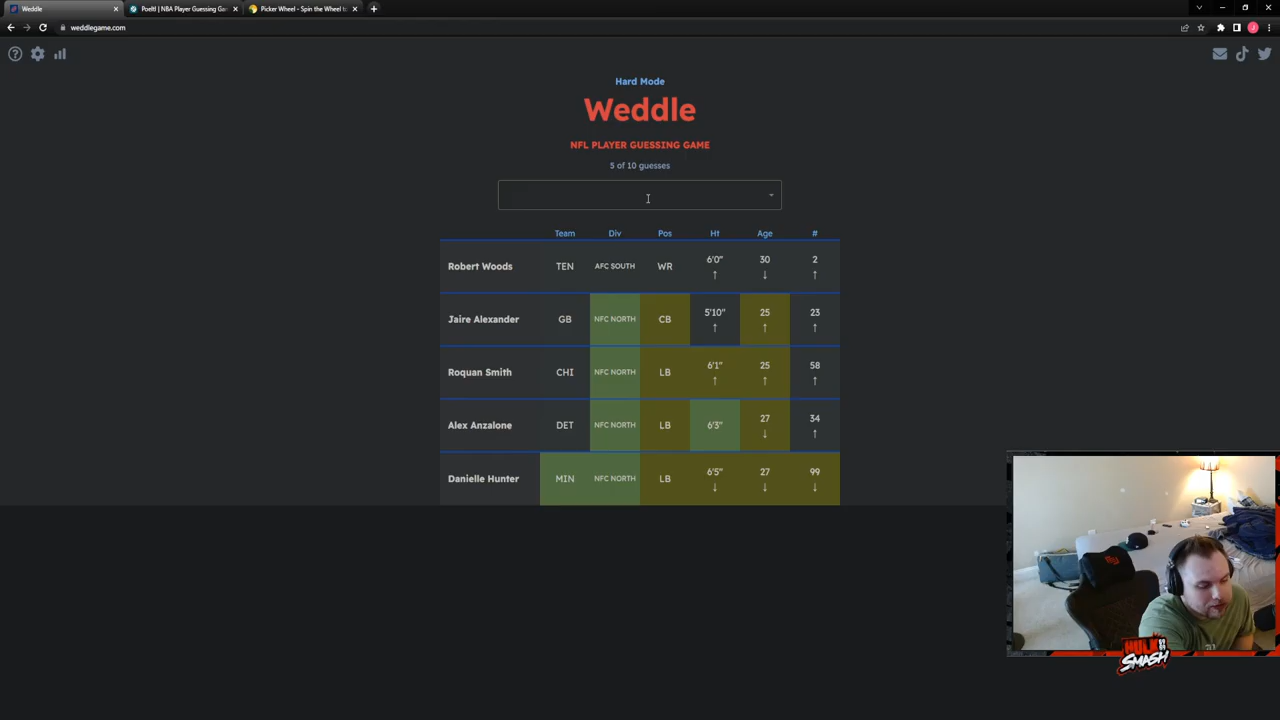 Weddle
Poeltl | NBA Player Guessing Ga
Picker Wheel - Spin the Wheel to
weddlegame.com
Hard Mode
Weddle
NFL PLAYER GUESSING GAME
5 of 10 guesses
Team Div Pos Ht Age #
Robert Woods TEN AFC SOUTH WR 6'0" ↑ 30 ↓ 2 ↑
Jaire Alexander GB NFC NORTH CB 5'10" ↑ 25 ↑ 23 ↑
Roquan Smith CHI NFC NORTH LB 6'1" ↑ 25 ↑ 58 ↑
Alex Anzalone DET NFC NORTH LB 6'3" 27 ↓ 34 ↑
Danielle Hunter MIN NFC NORTH LB 6'5" ↓ 27 ↓ 99 ↓
HULK
SMASH